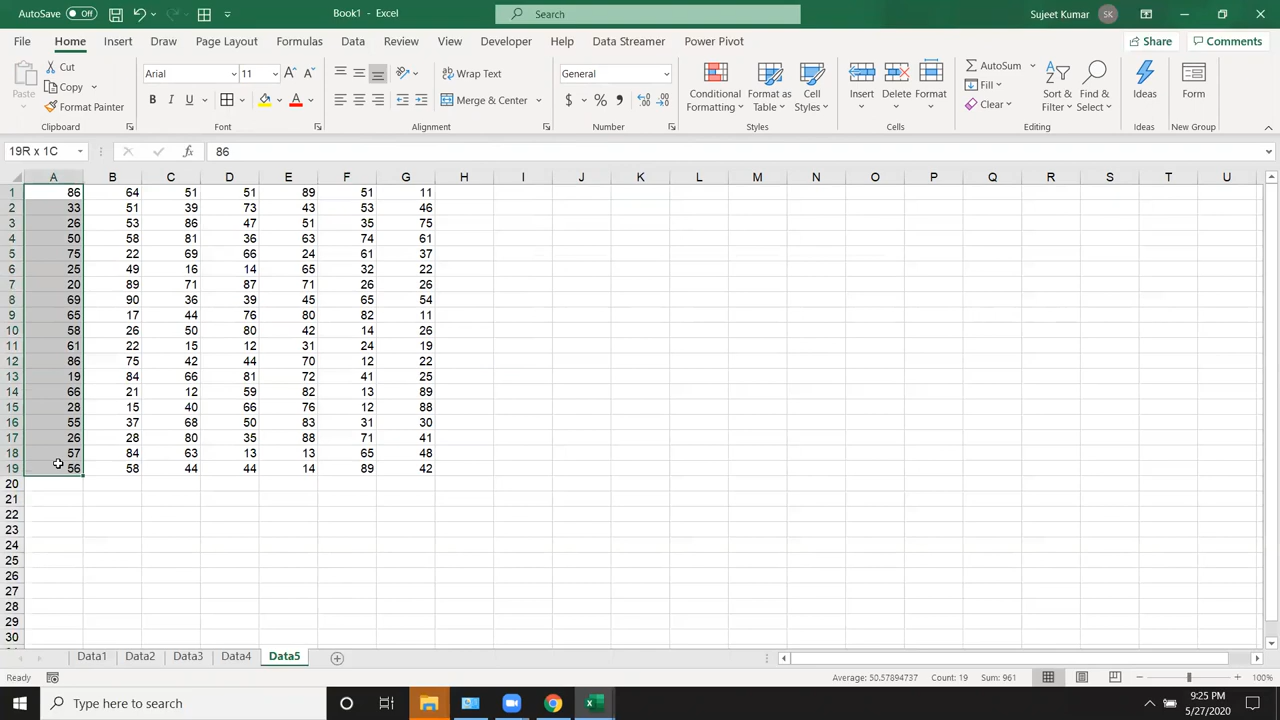 AutoSave Off Book1 - Excel Search Sujeet Kumar SK
File Home Insert Draw Page Layout Formulas Data Review View Developer Help Data Streamer Power Pivot Share Comments
Paste Cut Copy Format Painter Clipboard
Arial 11 B I U A Font
Wrap Text Merge & Center Alignment
General $ % , Number
Conditional Formatting Format as Table Cell Styles Styles
Insert Delete Format Cells
AutoSum Fill Clear Sort & Filter Find & Select Editing
Ideas Ideas
Form New Group
19R x 1C fx 86
A B C D E F G H I J K L M N O P Q R S T U
1 86 64 51 51 89 51 11
2 33 51 39 73 43 53 46
3 26 53 86 47 51 35 75
4 50 58 81 36 63 74 61
5 75 22 69 66 24 61 37
6 25 49 16 14 65 32 22
7 20 89 71 87 71 26 26
8 69 90 36 39 45 65 54
9 65 17 44 76 80 82 11
10 58 26 50 80 42 14 26
11 61 22 15 12 31 24 19
12 86 75 42 44 70 12 22
13 19 84 66 81 72 41 25
14 66 21 12 59 82 13 89
15 28 15 40 66 76 12 88
16 55 37 68 50 83 31 30
17 26 28 80 35 88 71 41
18 57 84 63 13 13 65 48
19 56 58 44 44 14 89 42
20
21
22
23
24
25
26
27
28
29
30
Data1 Data2 Data3 Data4 Data5
Ready Average: 50.57894737 Count: 19 Sum: 961 100%
Type here to search 9:25 PM
5/27/2020